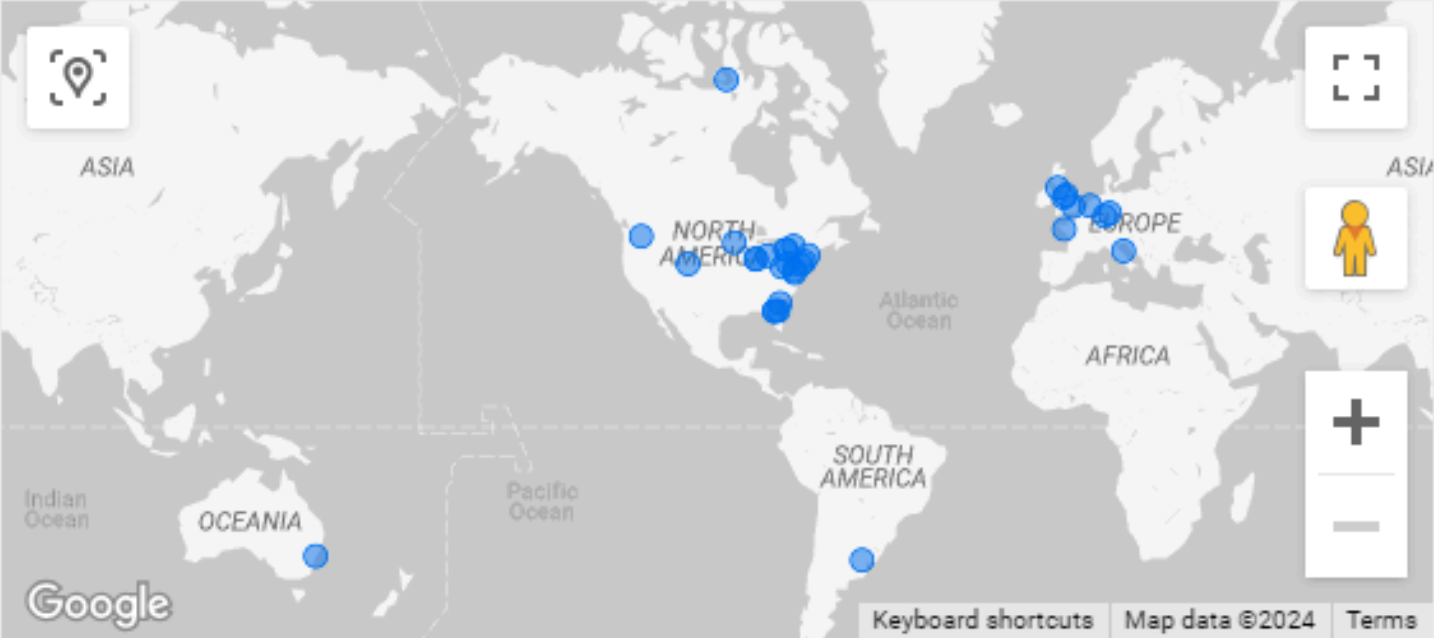 ASIA
ASIA
NORTH
AMERICA
EUROPE
Atlantic
Ocean
AFRICA
SOUTH
AMERICA
Indian
Ocean
OCEANIA
Pacific
Ocean
Google
Keyboard shortcuts
Map data ©2024
Terms